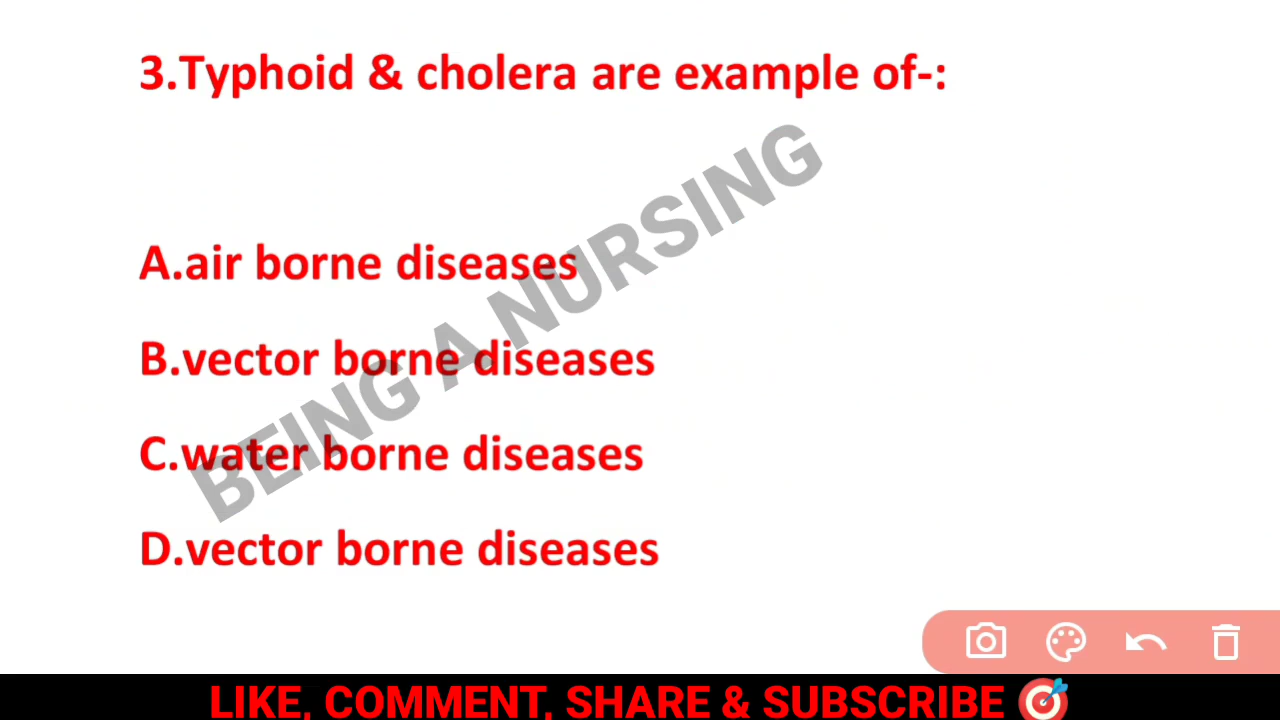 3.Typhoid & cholera are example of-:
A.air borne diseases
B.vector borne diseases
C.water borne diseases
D.vector borne diseases
BEING A NURSING
LIKE, COMMENT, SHARE & SUBSCRIBE 🎯